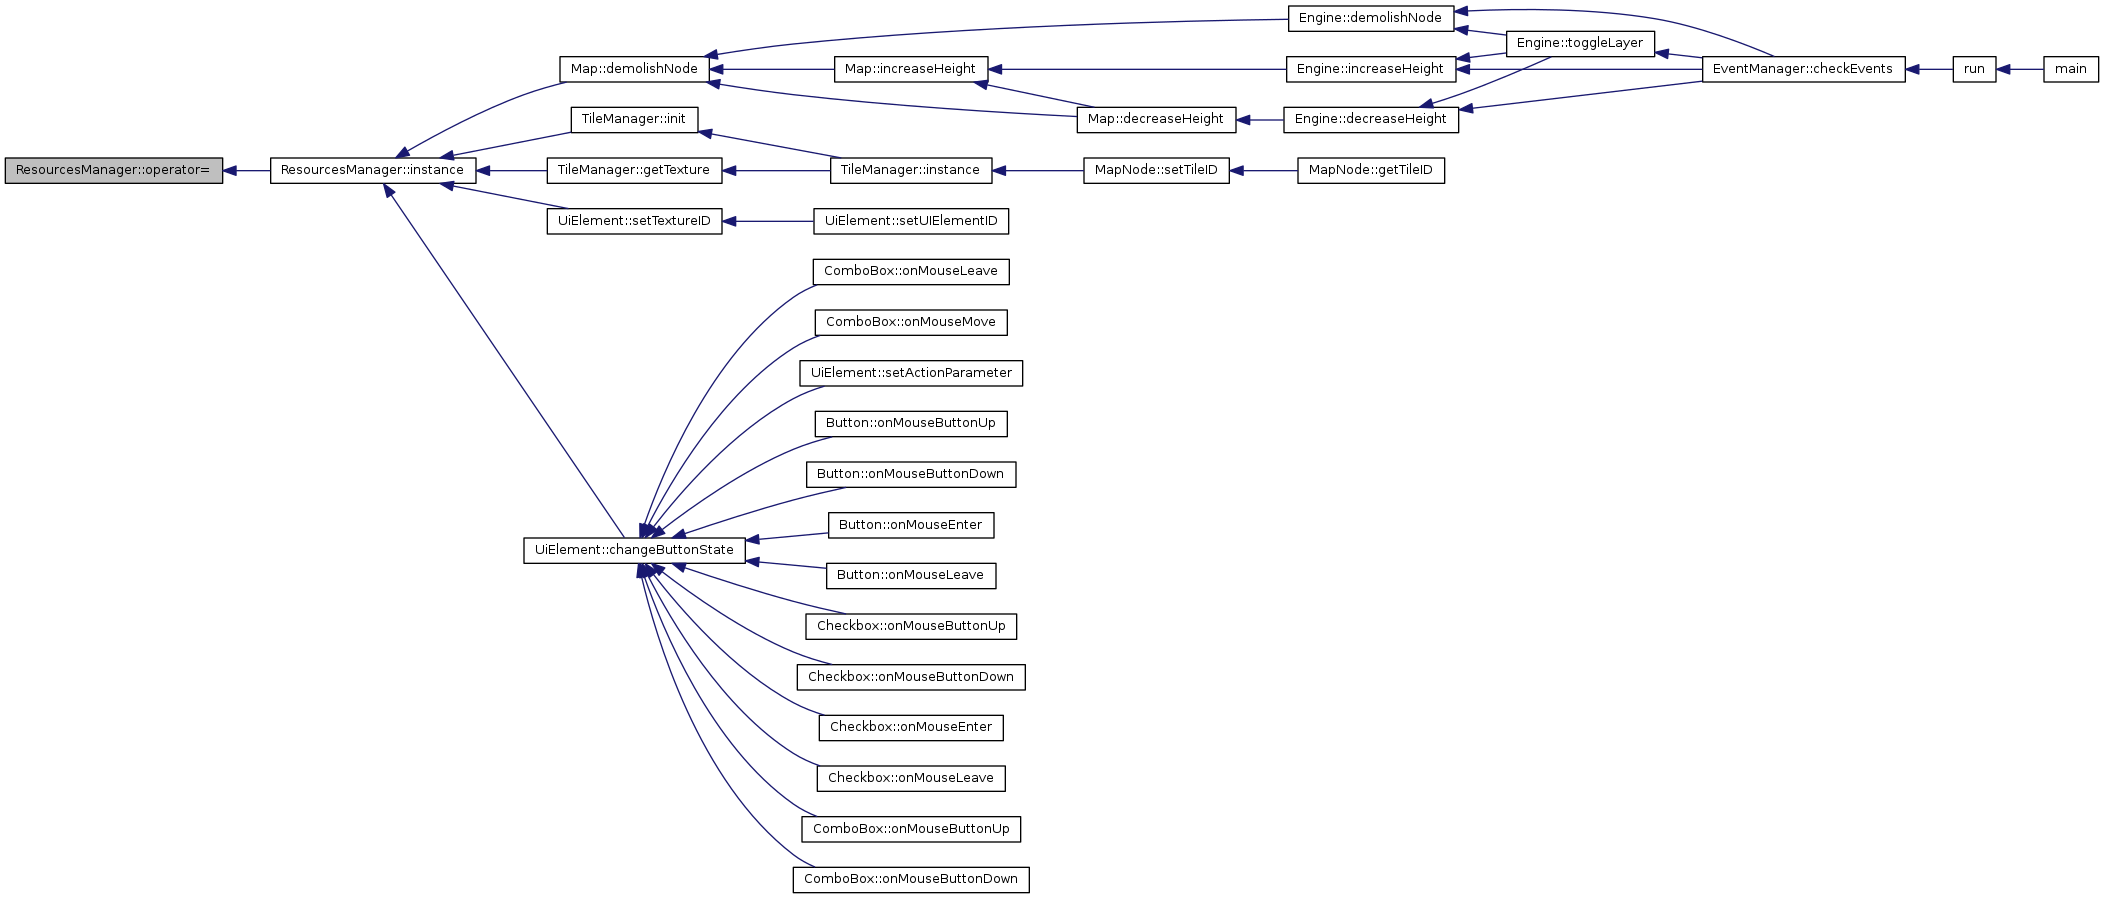 Engine::demolishNode
Engine::toggleLayer
Map::demolishNode
Map::increaseHeight
Engine::increaseHeight
EventManager::checkEvents
run
main
TileManager::init
Map::decreaseHeight
Engine::decreaseHeight
ResourcesManager::operator=
ResourcesManager::instance
TileManager::getTexture
TileManager::instance
MapNode::setTileID
MapNode::getTileID
UiElement::setTextureID
UiElement::setUIElementID
ComboBox::onMouseLeave
ComboBox::onMouseMove
UiElement::setActionParameter
Button::onMouseButtonUp
Button::onMouseButtonDown
Button::onMouseEnter
UiElement::changeButtonState
Button::onMouseLeave
Checkbox::onMouseButtonUp
Checkbox::onMouseButtonDown
Checkbox::onMouseEnter
Checkbox::onMouseLeave
ComboBox::onMouseButtonUp
ComboBox::onMouseButtonDown